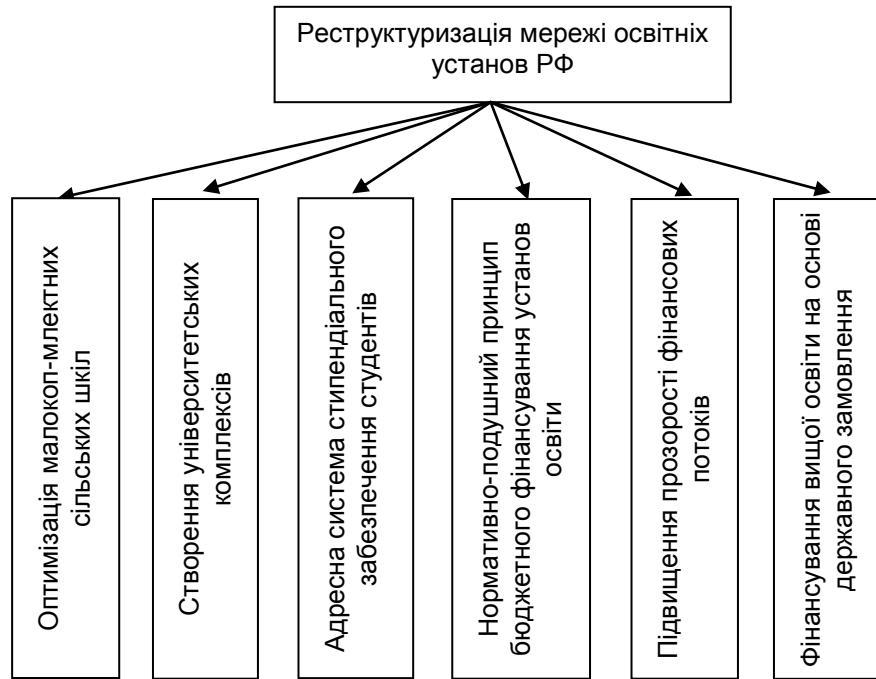 Реструктуризація мережі освітніх
установ РФ
Оптимізація малокоп-млектних
сільських шкіл
Створення університетських
комплексів
Адресна система стипендіального
забезпечення студентів
Нормативно-подушний принцип
бюджетного фінансування установ
освіти
Підвищення прозорості фінансових
потоків
Фінансування вищої освіти на основі
державного замовлення